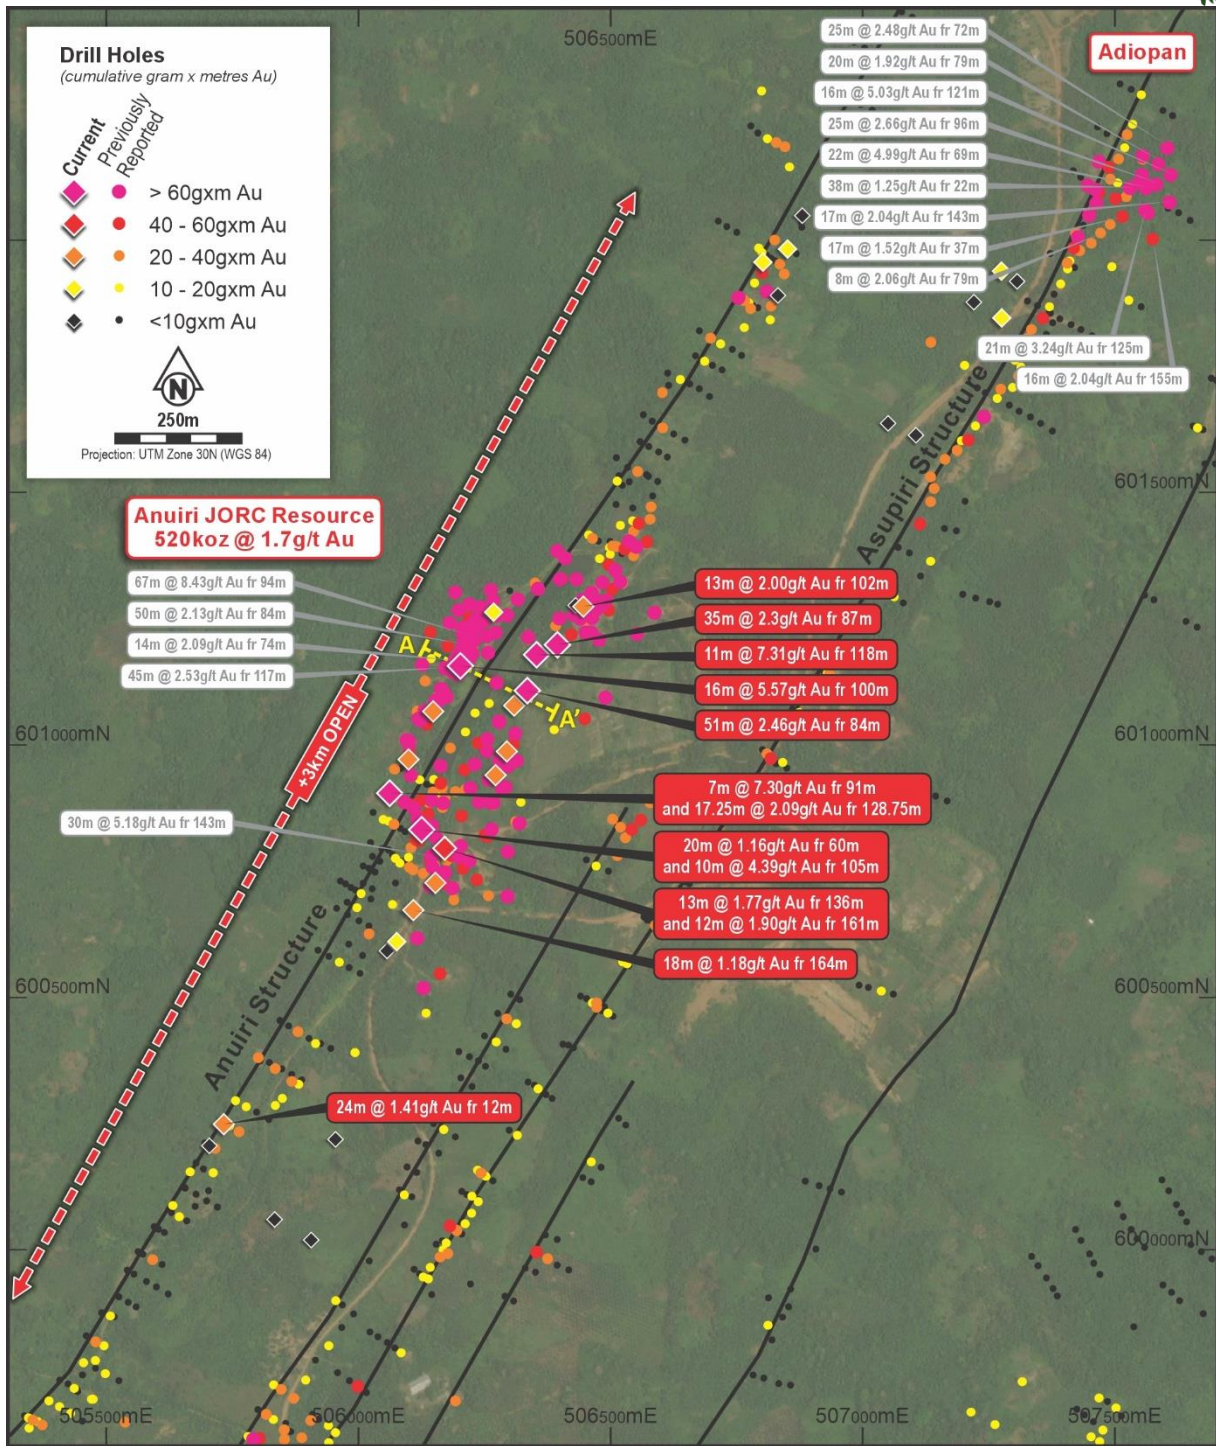 Drill Holes
(cumulative gram x metres Au)
Current
Previously
Reported
> 60gxm Au
40 - 60gxm Au
20 - 40gxm Au
10 - 20gxm Au
<10gxm Au
N
250m
Projection: UTM Zone 30N (WGS 84)
506500mE
25m @ 2.48g/t Au fr 72m
20m @ 1.92g/t Au fr 79m
16m @ 5.03g/t Au fr 121m
25m @ 2.66g/t Au fr 96m
22m @ 4.99g/t Au fr 69m
38m @ 1.25g/t Au fr 22m
17m @ 2.04g/t Au fr 143m
17m @ 1.52g/t Au fr 37m
8m @ 2.06g/t Au fr 79m
Adiopan
21m @ 3.24g/t Au fr 125m
16m @ 2.04g/t Au fr 155m
Asupiri Structure
601500mN
Anuiri JORC Resource
520koz @ 1.7g/t Au
67m @ 8.43g/t Au fr 94m
50m @ 2.13g/t Au fr 84m
14m @ 2.09g/t Au fr 74m
45m @ 2.53g/t Au fr 117m
A
A'
13m @ 2.00g/t Au fr 102m
35m @ 2.3g/t Au fr 87m
11m @ 7.31g/t Au fr 118m
16m @ 5.57g/t Au fr 100m
51m @ 2.46g/t Au fr 84m
601000mN
601000mN
+3km OPEN
7m @ 7.30g/t Au fr 91m
and 17.25m @ 2.09g/t Au fr 128.75m
30m @ 5.18g/t Au fr 143m
20m @ 1.16g/t Au fr 60m
and 10m @ 4.39g/t Au fr 105m
13m @ 1.77g/t Au fr 136m
and 12m @ 1.90g/t Au fr 161m
18m @ 1.18g/t Au fr 164m
600500mN
600500mN
Anuiri Structure
24m @ 1.41g/t Au fr 12m
600000mN
505500mE
506000mE
506500mE
507000mE
507500mE